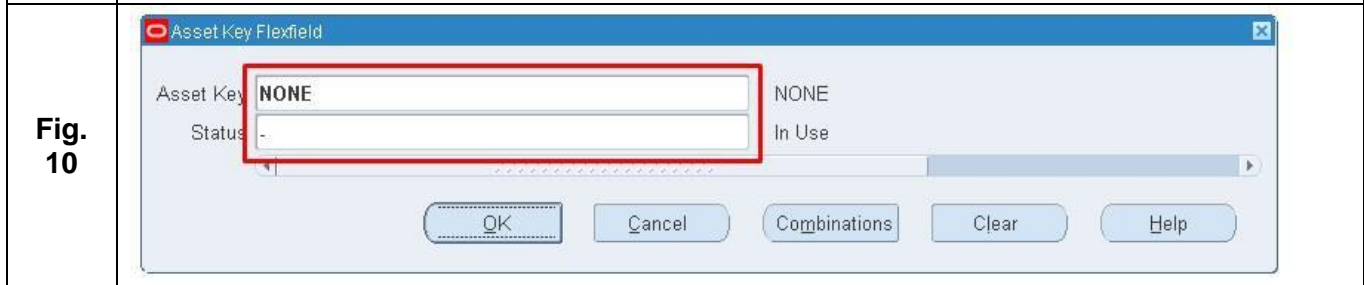 Asset Key Flexfield
Fig.
10
Asset Key NONE NONE
Status - In Use
OK Cancel Combinations Clear Help